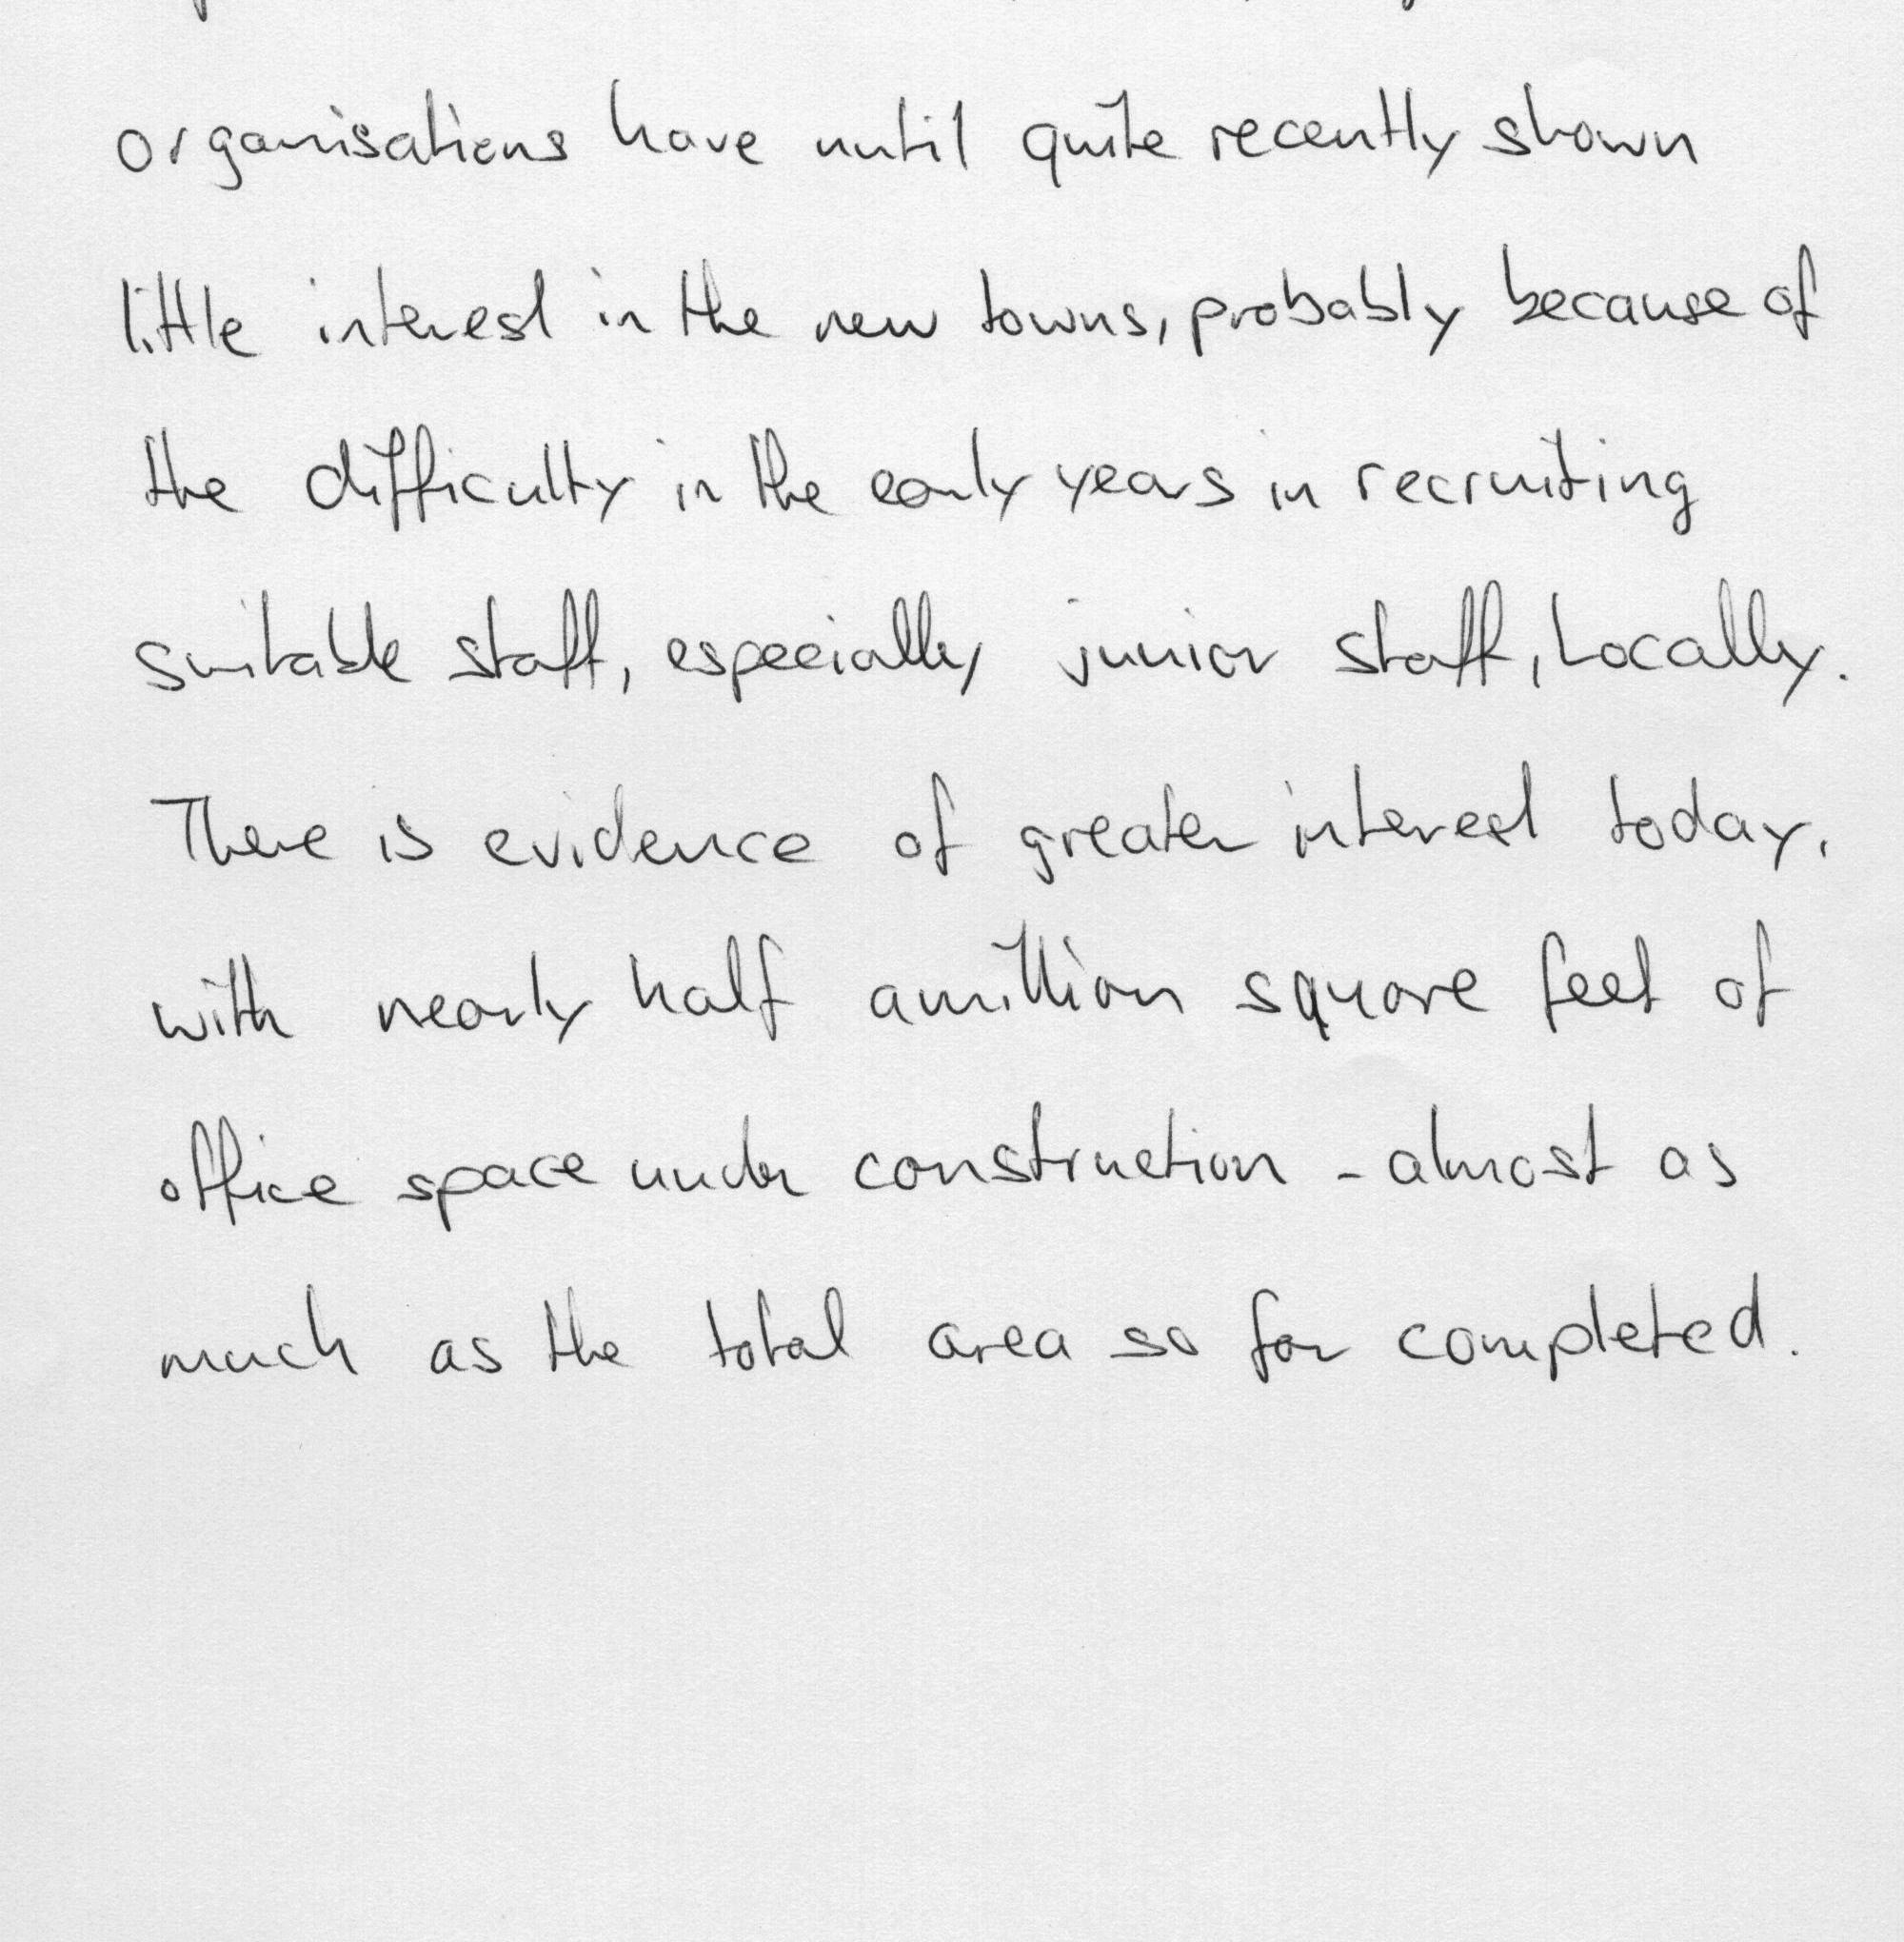 organisations have until quite recently shown
little interest in the new towns, probably because of
the difficulty in the early years in recruiting
suitable staff, especially junior staff, locally.
There is evidence of greater interest today,
with nearly half a million square feet of
office space under construction - almost as
much as the total area so far completed.